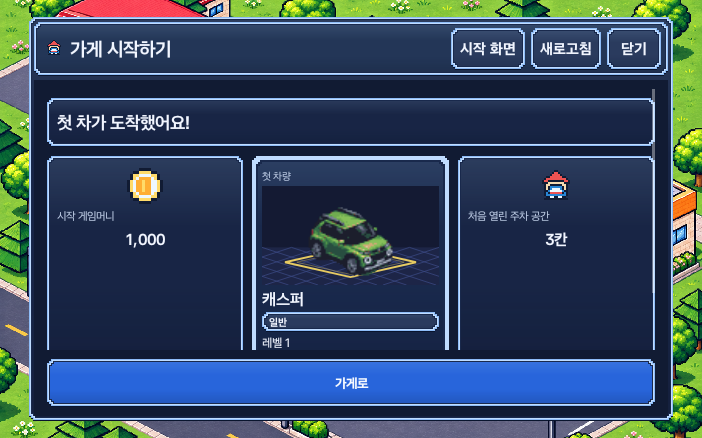 가게 시작하기
시작 화면
새로고침
닫기
첫 차가 도착했어요!
시작 게임머니
1,000
첫 차량
캐스퍼
일반
레벨 1
처음 열린 주차 공간
3칸
가게로